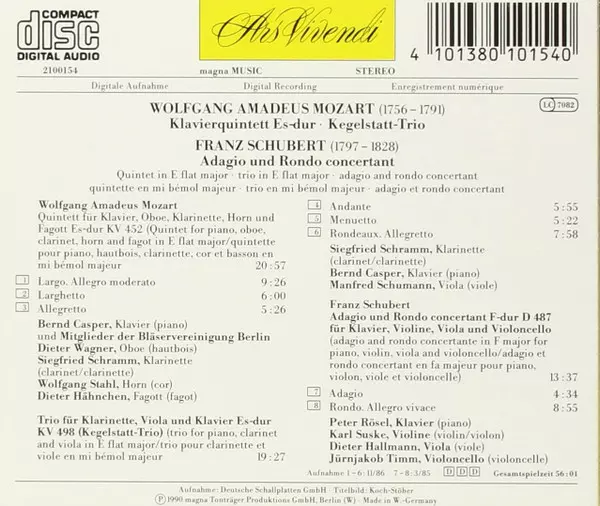 COMPACT
disc
DIGITAL AUDIO
Ars Vivendi
4 101380 101540
2100154
magna MUSIC
STEREO
Digitale Aufnahme
Digital Recording
Enregistrement numérique
WOLFGANG AMADEUS MOZART (1756 – 1791)
LC 7082
Klavierquintett Es-dur · Kegelstatt-Trio
FRANZ SCHUBERT (1797 – 1828)
Adagio und Rondo concertant
Quintet in E flat major · trio in E flat major · adagio and rondo concertant
quintette en mi bémol majeur · trio en mi bémol majeur · adagio et rondo concertant
Wolfgang Amadeus Mozart
Quintett für Klavier, Oboe, Klarinette, Horn und
Fagott Es-dur KV 452 (Quintet for piano, oboe,
clarinet, horn and fagot in E flat major/quintette
pour piano, hautbois, clarinette, cor et basson en
mi bémol majeur 20 : 57
1 Largo. Allegro moderato 9 : 26
2 Larghetto 6 : 00
3 Allegretto 5 : 26
Bernd Casper, Klavier (piano)
und Mitglieder der Bläservereinigung Berlin
Dieter Wagner, Oboe (hautbois)
Siegfried Schramm, Klarinette
(clarinet/clarinette)
Wolfgang Stahl, Horn (cor)
Dieter Hähnchen, Fagott (fagot)
Trio für Klarinette, Viola und Klavier Es-dur
KV 498 (Kegelstatt-Trio) (trio for piano, clarinet
and viola in E flat major/trio pour clarinette et
viole en mi bémol majeur 19 : 27
4 Andante 5 : 55
5 Menuetto 5 : 22
6 Rondeaux. Allegretto 7 : 58
Siegfried Schramm, Klarinette
(clarinet/clarinette)
Bernd Casper, Klavier (piano)
Manfred Schumann, Viola (viole)
Franz Schubert
Adagio und Rondo concertant F-dur D 487
für Klavier, Violine, Viola und Violoncello
(adagio and rondo concertante in F major for
piano, violin, viola and violoncello/adagio et
rondo concertant en fa majeur pour piano,
violon, viole et violoncelle) 13 : 37
7 Adagio 4 : 34
8 Rondo. Allegro vivace 8 : 55
Peter Rösel, Klavier (piano)
Karl Suske, Violine (violin/violon)
Dieter Hallmann, Viola (viole)
Jürnjakob Timm, Violoncello (violoncelle)
Aufnahme 1 – 6 : 11/86 7 – 8 : 3/85 D D D Gesamtspielzeit 56 : 01
Aufnahme: Deutsche Schallplatten GmbH · Titelbild: Koch-Stöber
Ⓟ 1990 magna Tonträger Produktions GmbH, Berlin (W) · Made in W.-Germany